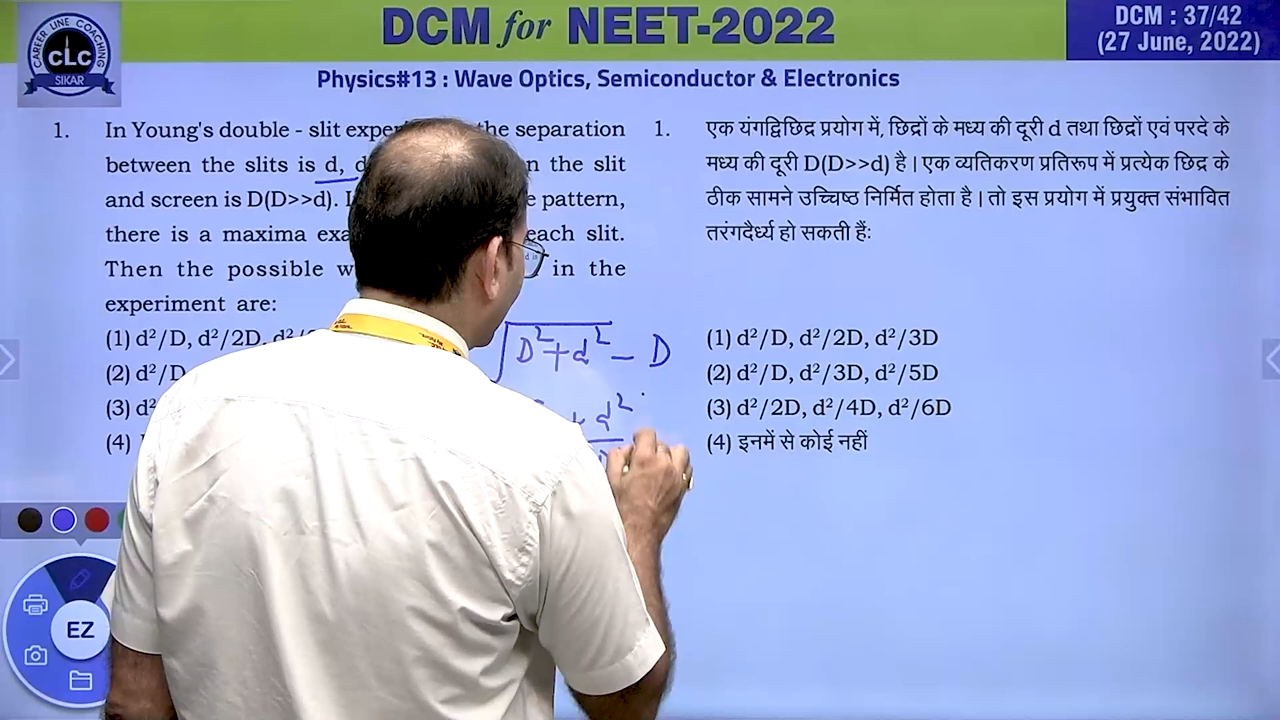 DCM for NEET-2022
DCM : 37/42
(27 June, 2022)
CAREER LINE COACHING
CLC
SIKAR
Physics#13 : Wave Optics, Semiconductor & Electronics
1.
In Young's double - slit the separation
between the slits is d, the slit
and screen is D(D>>d). pattern,
there is a maxima each slit.
Then the possible in the
experiment are:
(1) d²/D, d²/2D,
(2) d²/D
(3)
(4)
√D²+d² - D
+ d²
1.
एक यंगद्विछिद्र प्रयोग में, छिद्रों के मध्य की दूरी d तथा छिद्रों एवं परदे के
मध्य की दूरी D(D>>d) है। एक व्यतिकरण प्रतिरूप में प्रत्येक छिद्र के
ठीक सामने उच्चिष्ठ निर्मित होता है। तो इस प्रयोग में प्रयुक्त संभावित
तरंगदैर्ध्य हो सकती हैं:
(1) d²/D, d²/2D, d²/3D
(2) d²/D, d²/3D, d²/5D
(3) d²/2D, d²/4D, d²/6D
(4) इनमें से कोई नहीं
EZ